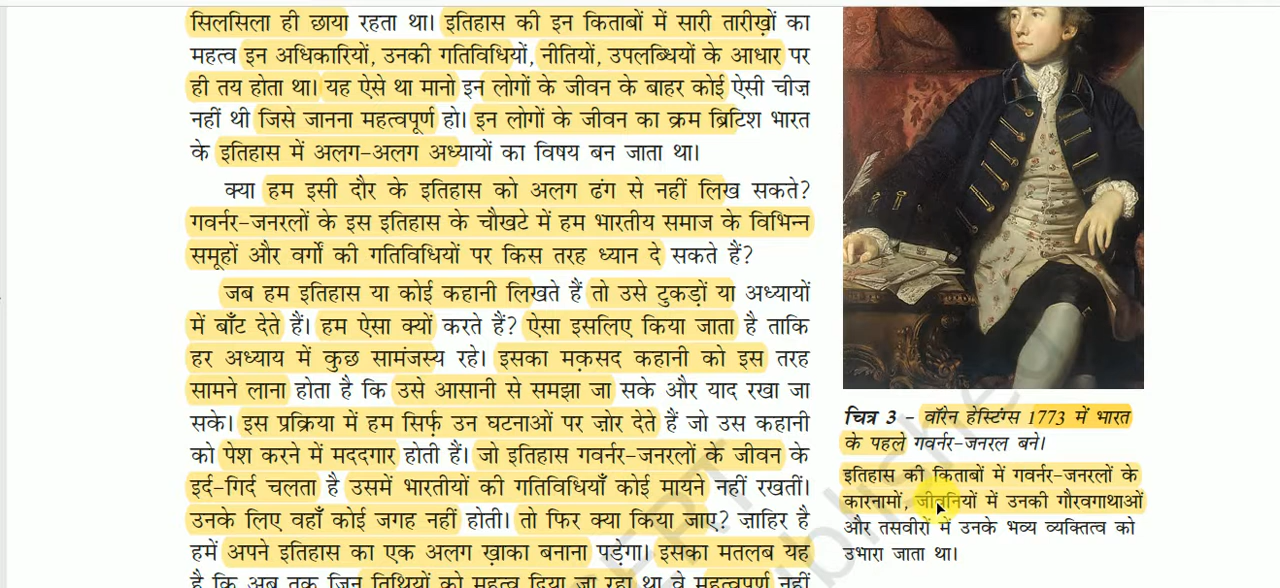 सिलसिला ही छाया रहता था। इतिहास की इन किताबों में सारी तारीख़ों का
महत्व इन अधिकारियों, उनकी गतिविधियों, नीतियों, उपलब्धियों के आधार पर
ही तय होता था। यह ऐसे था मानो इन लोगों के जीवन के बाहर कोई ऐसी चीज़
नहीं थी जिसे जानना महत्वपूर्ण हो। इन लोगों के जीवन का क्रम ब्रिटिश भारत
के इतिहास में अलग-अलग अध्यायों का विषय बन जाता था।
क्या हम इसी दौर के इतिहास को अलग ढंग से नहीं लिख सकते?
गवर्नर-जनरलों के इस इतिहास के चौखटे में हम भारतीय समाज के विभिन्न
समूहों और वर्गों की गतिविधियों पर किस तरह ध्यान दे सकते हैं?
जब हम इतिहास या कोई कहानी लिखते हैं तो उसे टुकड़ों या अध्यायों
में बाँट देते हैं। हम ऐसा क्यों करते हैं? ऐसा इसलिए किया जाता है ताकि
हर अध्याय में कुछ सामंजस्य रहे। इसका मक़सद कहानी को इस तरह
सामने लाना होता है कि उसे आसानी से समझा जा सके और याद रखा जा
सके। इस प्रक्रिया में हम सिर्फ़ उन घटनाओं पर ज़ोर देते हैं जो उस कहानी
को पेश करने में मददगार होती हैं। जो इतिहास गवर्नर-जनरलों के जीवन के
इर्द-गिर्द चलता है उसमें भारतीयों की गतिविधियाँ कोई मायने नहीं रखतीं।
उनके लिए वहाँ कोई जगह नहीं होती। तो फिर क्या किया जाए? ज़ाहिर है
हमें अपने इतिहास का एक अलग ख़ाका बनाना पड़ेगा। इसका मतलब यह
है कि अब तक जिन तिथियों को महत्व दिया जा रहा था वे महत्वपूर्ण नहीं
चित्र 3 – वॉरेन हेस्टिंग्स 1773 में भारत
के पहले गवर्नर-जनरल बने।
इतिहास की किताबों में गवर्नर-जनरलों के
कारनामों, जीवनियों में उनकी गौरवगाथाओं
और तसवीरों में उनके भव्य व्यक्तित्व को
उभारा जाता था।